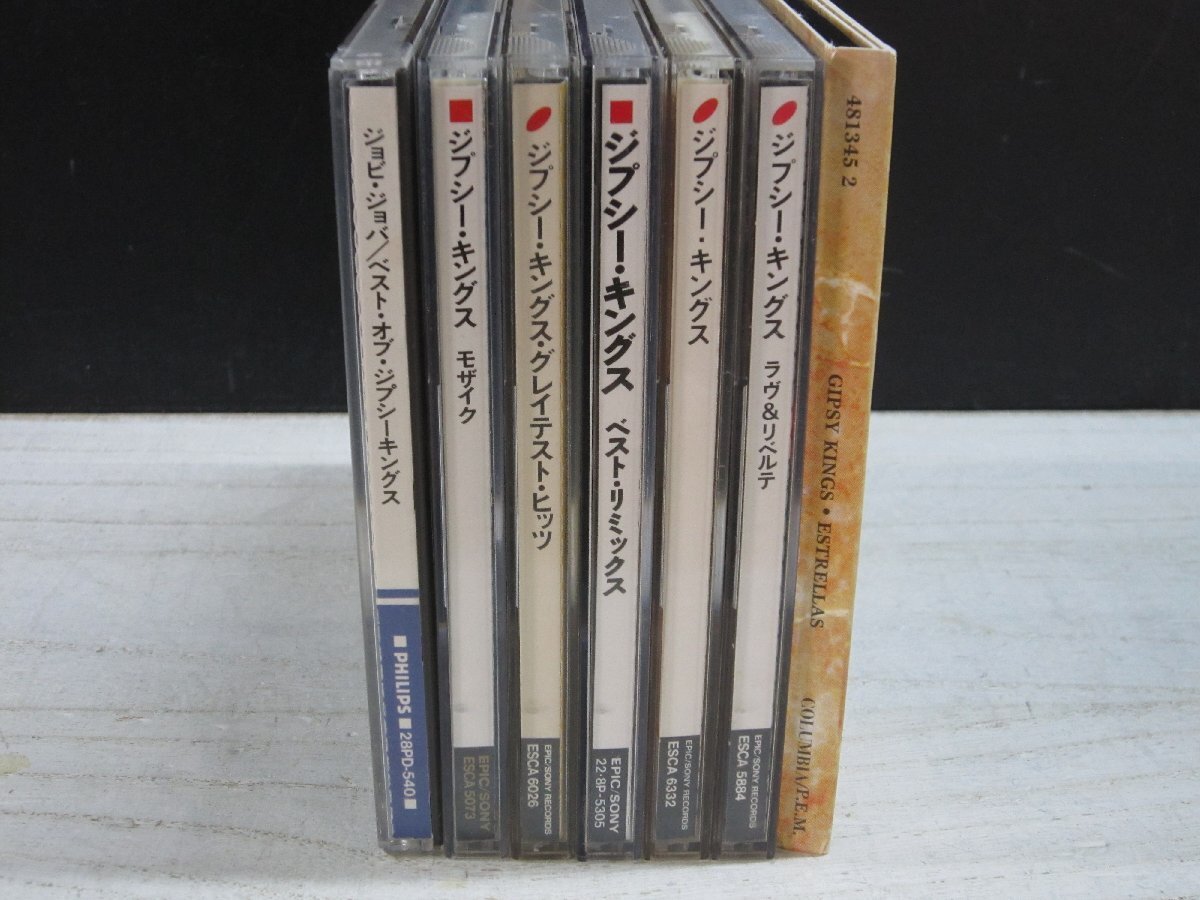 ジョビ・ジョバ/ベスト・オブ・ジプシーキングス
■PHILIPS■28PD-540■
ジプシー・キングス モザイク
EPIC/SONY
ESCA 5073
ジプシー・キングス・グレイテスト・ヒッツ
EPIC/SONY RECORDS
ESCA 6026
ジプシー・キングス ベスト・リミックス
EPIC/SONY
22・8P-5305
ジプシー・キングス
EPIC/SONY RECORDS
ESCA 6332
ジプシー・キングス ラヴ&リベルテ
EPIC/SONY RECORDS
ESCA 5884
481345 2
GIPSY KINGS • ESTRELLAS
COLUMBIA/P.E.M.